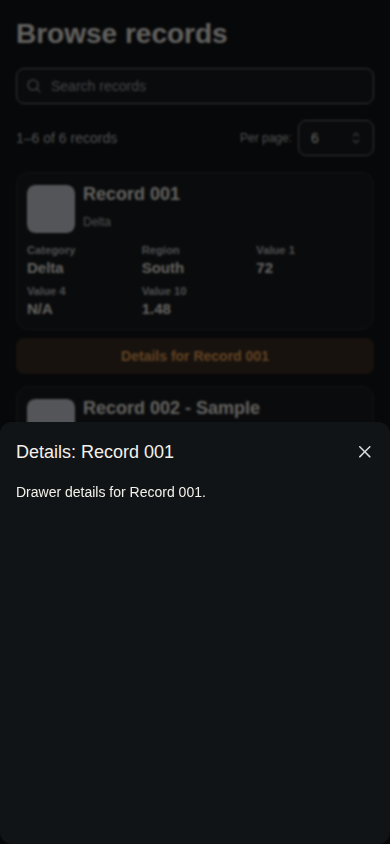 Browse records
Search records
1–6 of 6 records Per page: 6
Record 001
Delta
Category Region Value 1
Delta South 72
Value 4 Value 10
N/A 1.48
Details for Record 001
Record 002 - Sample
Details: Record 001
Drawer details for Record 001.